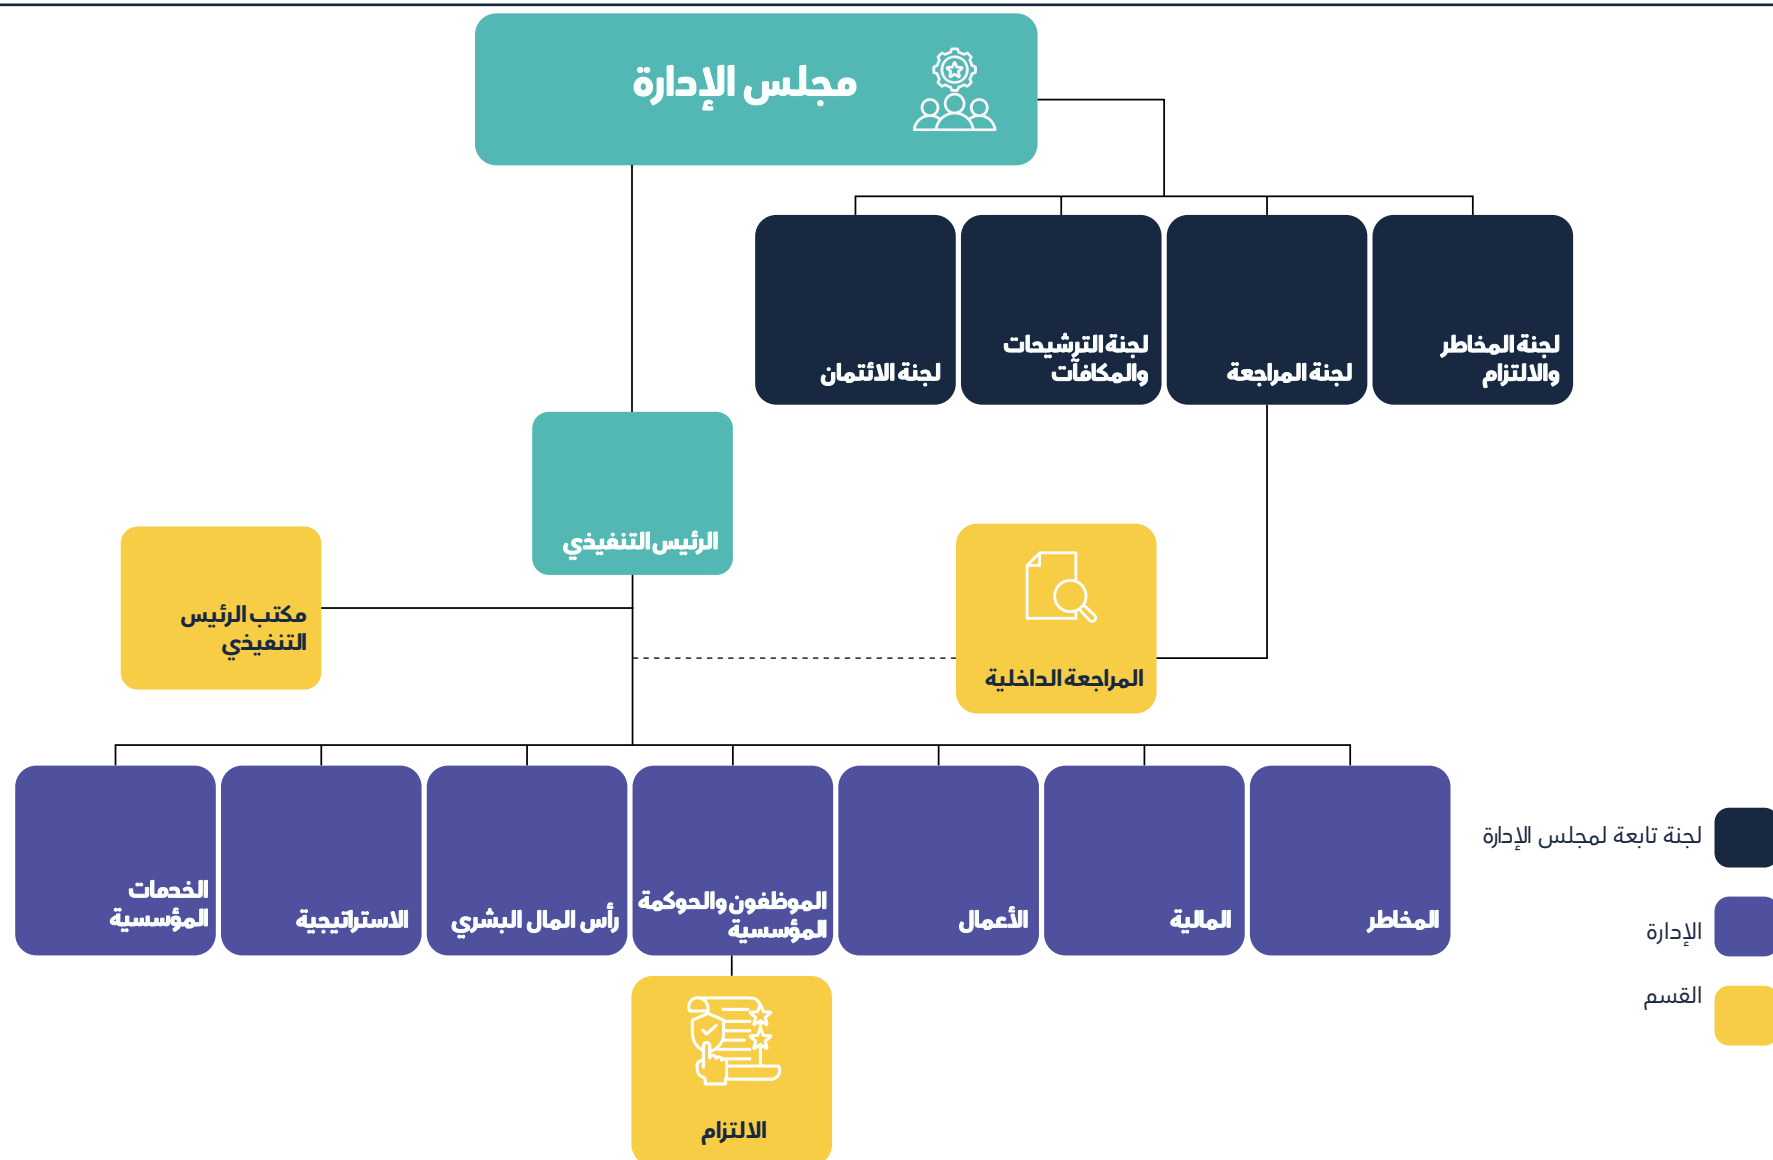 مجلس الإدارة
لجنة المخاطر
والالتزام
لجنة المراجعة
لجنة الترشيحات
والمكافآت
لجنة الائتمان
الرئيس التنفيذي
مكتب الرئيس
التنفيذي
المراجعة الداخلية
المخاطر
المالية
الأعمال
الموظفون والحوكمة
المؤسسية
رأس المال البشري
الاستراتيجية
الخدمات
المؤسسية
الالتزام
لجنة تابعة لمجلس الإدارة
الإدارة
القسم